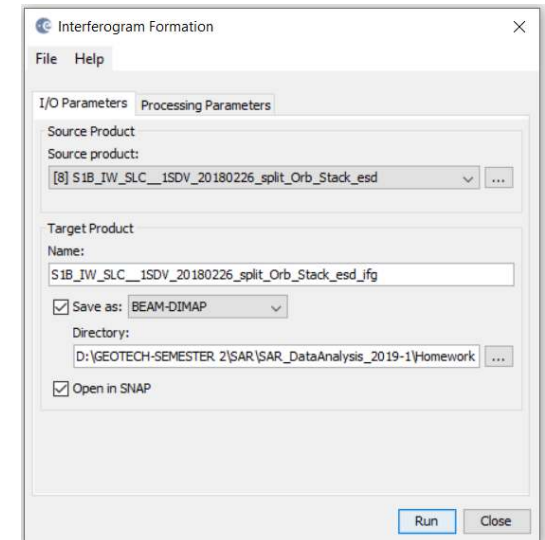 Interferogram Formation
File Help
I/O Parameters Processing Parameters
Source Product
Source product:
[8] S1B_IW_SLC__1SDV_20180226_split_Orb_Stack_esd ...
Target Product
Name:
S1B_IW_SLC__1SDV_20180226_split_Orb_Stack_esd_ifg
Save as: BEAM-DIMAP
Directory:
D:\GEOTECH-SEMESTER 2\SAR\SAR_DataAnalysis_2019-1\Homework ...
Open in SNAP
Run Close